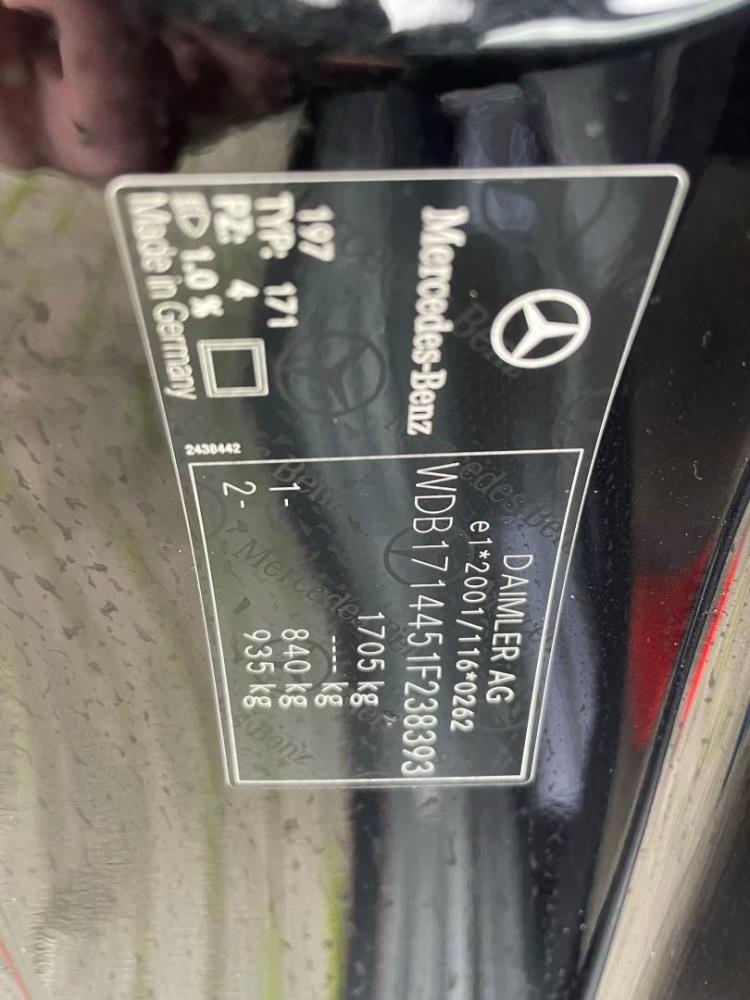 Mercedes-Benz
197
TYP: 171
PZ: 4
1.0 %
Made in Germany
2438442
DAIMLER AG
e1*2001/116*0262
WDB1714451F238393
1705 kg
---- kg
1- 840 kg
2- 935 kg